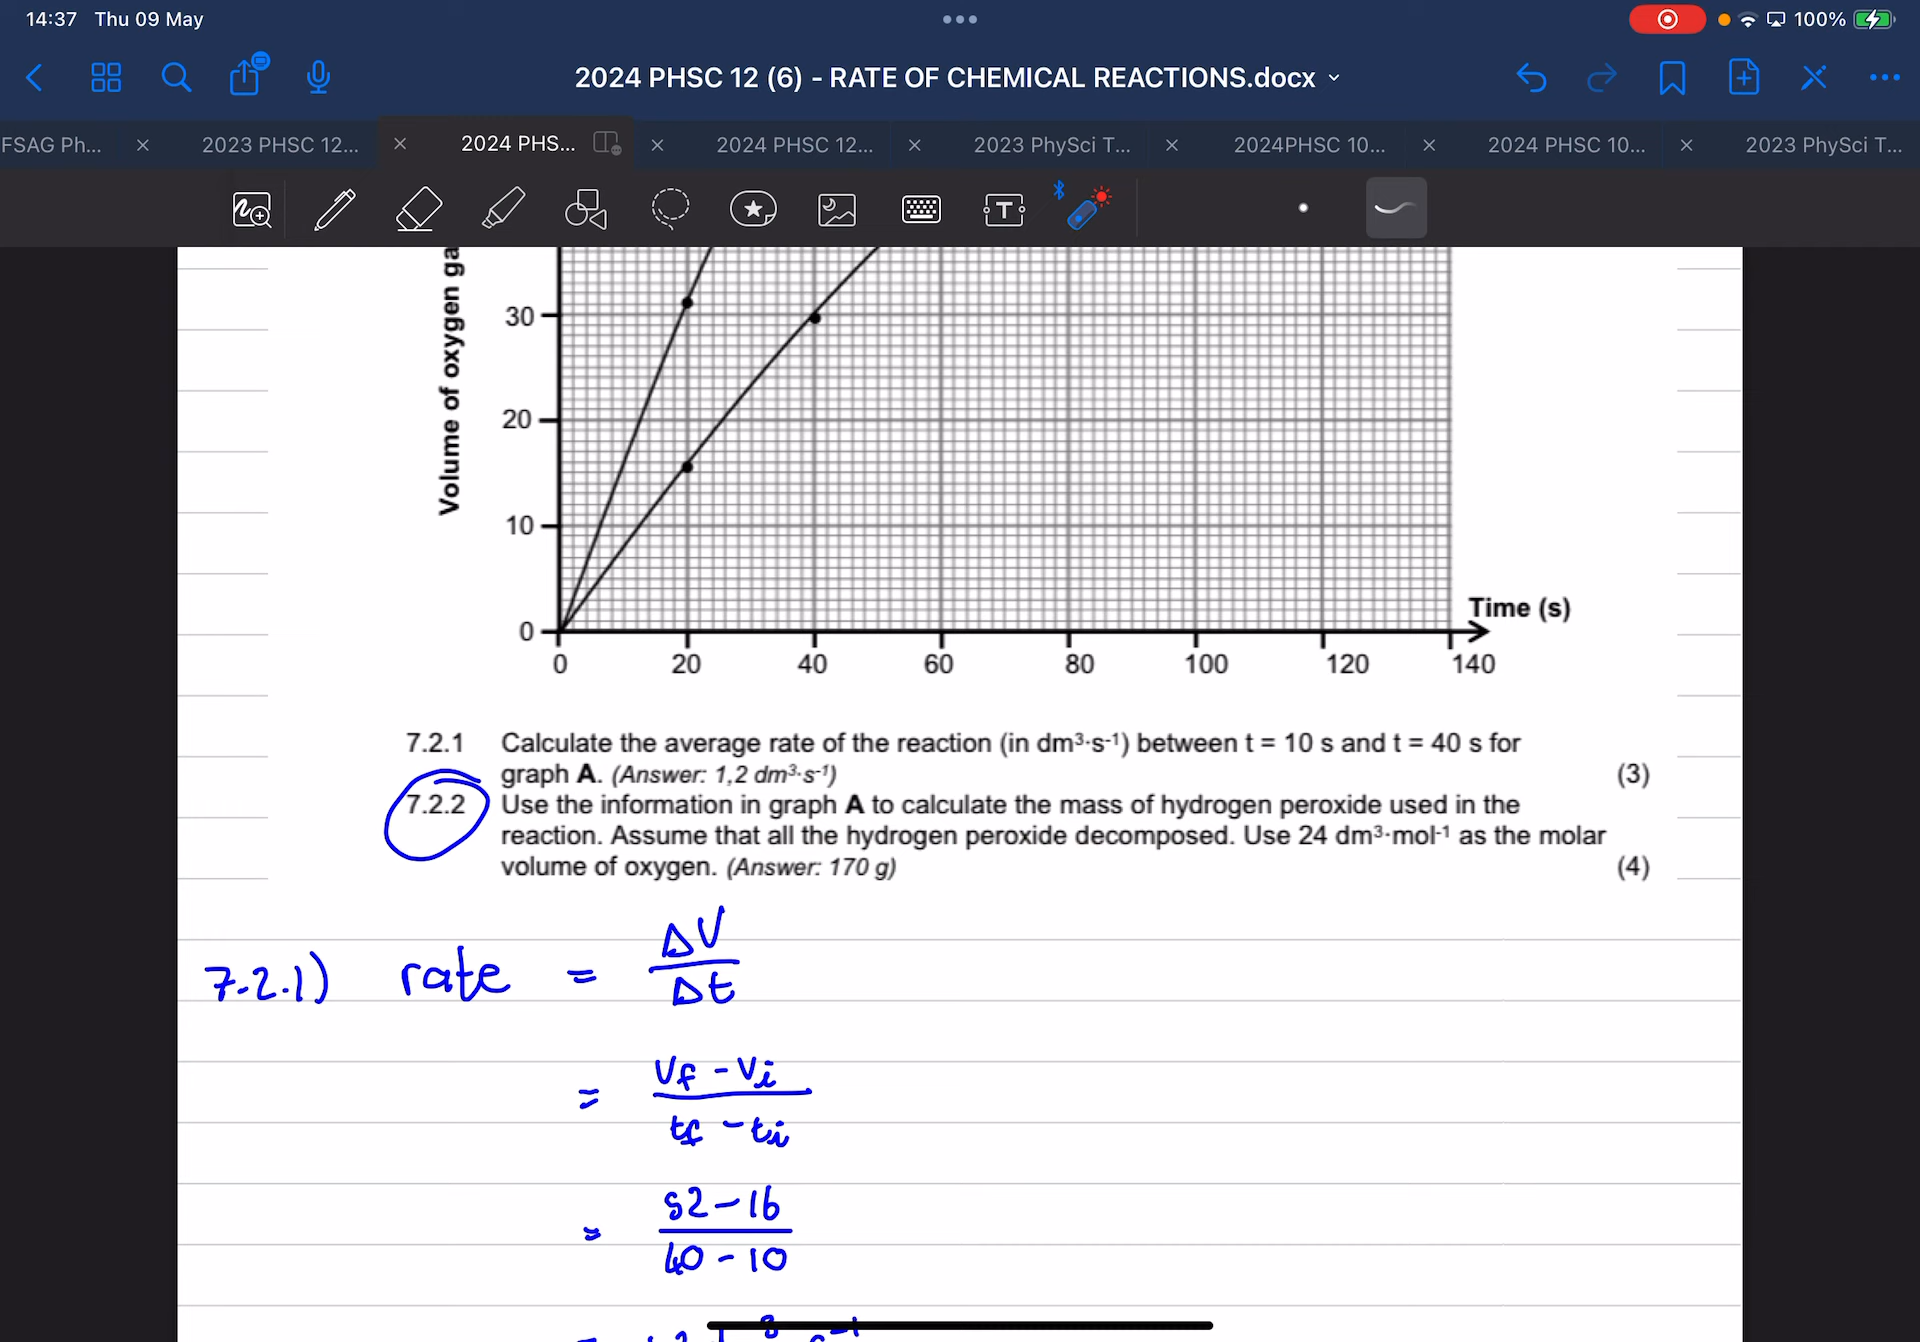 14:37 Thu 09 May
100%
2024 PHSC 12 (6) - RATE OF CHEMICAL REACTIONS.docx
FSAG Ph... 2023 PHSC 12... 2024 PHS... 2024 PHSC 12... 2023 PhySci T... 2024PHSC 10... 2024 PHSC 10... 2023 PhySci T...
Volume of oxygen ga
30
20
10
0
Time (s)
0 20 40 60 80 100 120 140
7.2.1 Calculate the average rate of the reaction (in dm³·s⁻¹) between t = 10 s and t = 40 s for
graph A. (Answer: 1,2 dm³·s⁻¹) (3)
7.2.2 Use the information in graph A to calculate the mass of hydrogen peroxide used in the
reaction. Assume that all the hydrogen peroxide decomposed. Use 24 dm³·mol⁻¹ as the molar
volume of oxygen. (Answer: 170 g) (4)
7.2.1) rate = ΔV
Δt
= Vf - Vi
tf - ti
= 52 - 16
40 - 10